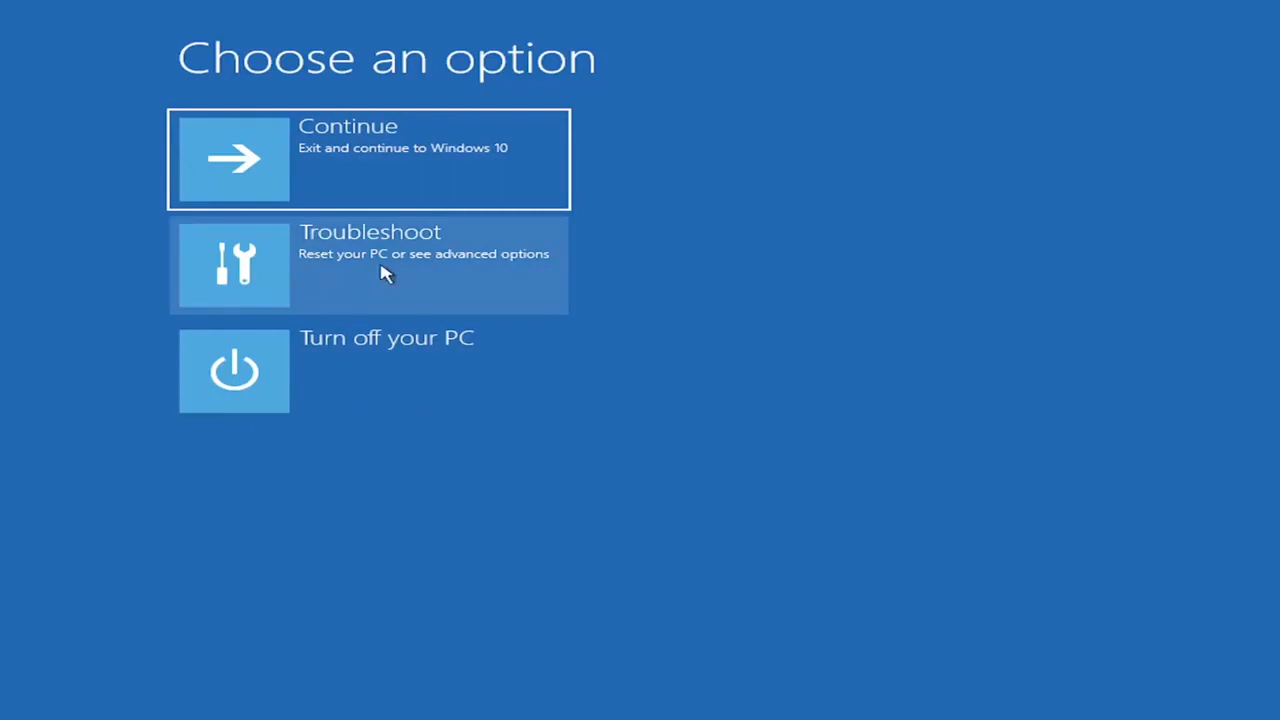 Choose an option
Continue
Exit and continue to Windows 10
Troubleshoot
Reset your PC or see advanced options
Turn off your PC